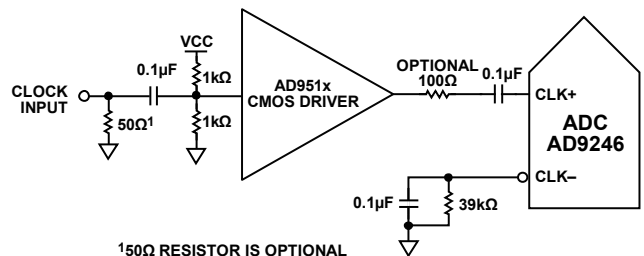 VCC
0.1µF
1kΩ
CLOCK
INPUT
50Ω¹
1kΩ
AD951x
CMOS DRIVER
OPTIONAL
100Ω
0.1µF
CLK+
ADC
AD9246
CLK–
0.1µF
39kΩ
¹50Ω RESISTOR IS OPTIONAL